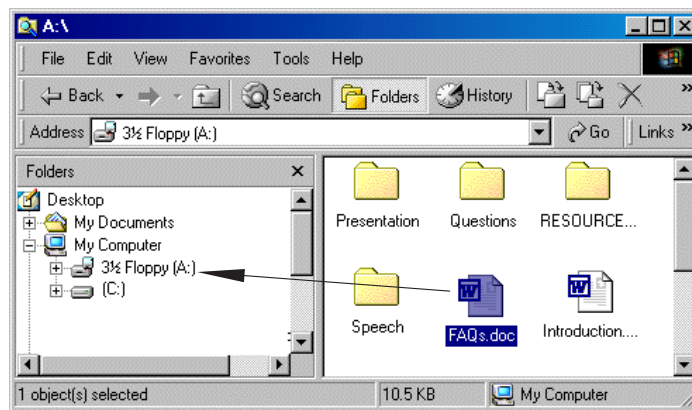 A:\
File Edit View Favorites Tools Help
Back Search Folders History »
Address 3½ Floppy (A:) Go Links »
Folders
Desktop
My Documents
My Computer
3½ Floppy (A:)
(C:)
Presentation Questions RESOURCE...
Speech FAQs.doc Introduction....
1 object(s) selected 10.5 KB My Computer